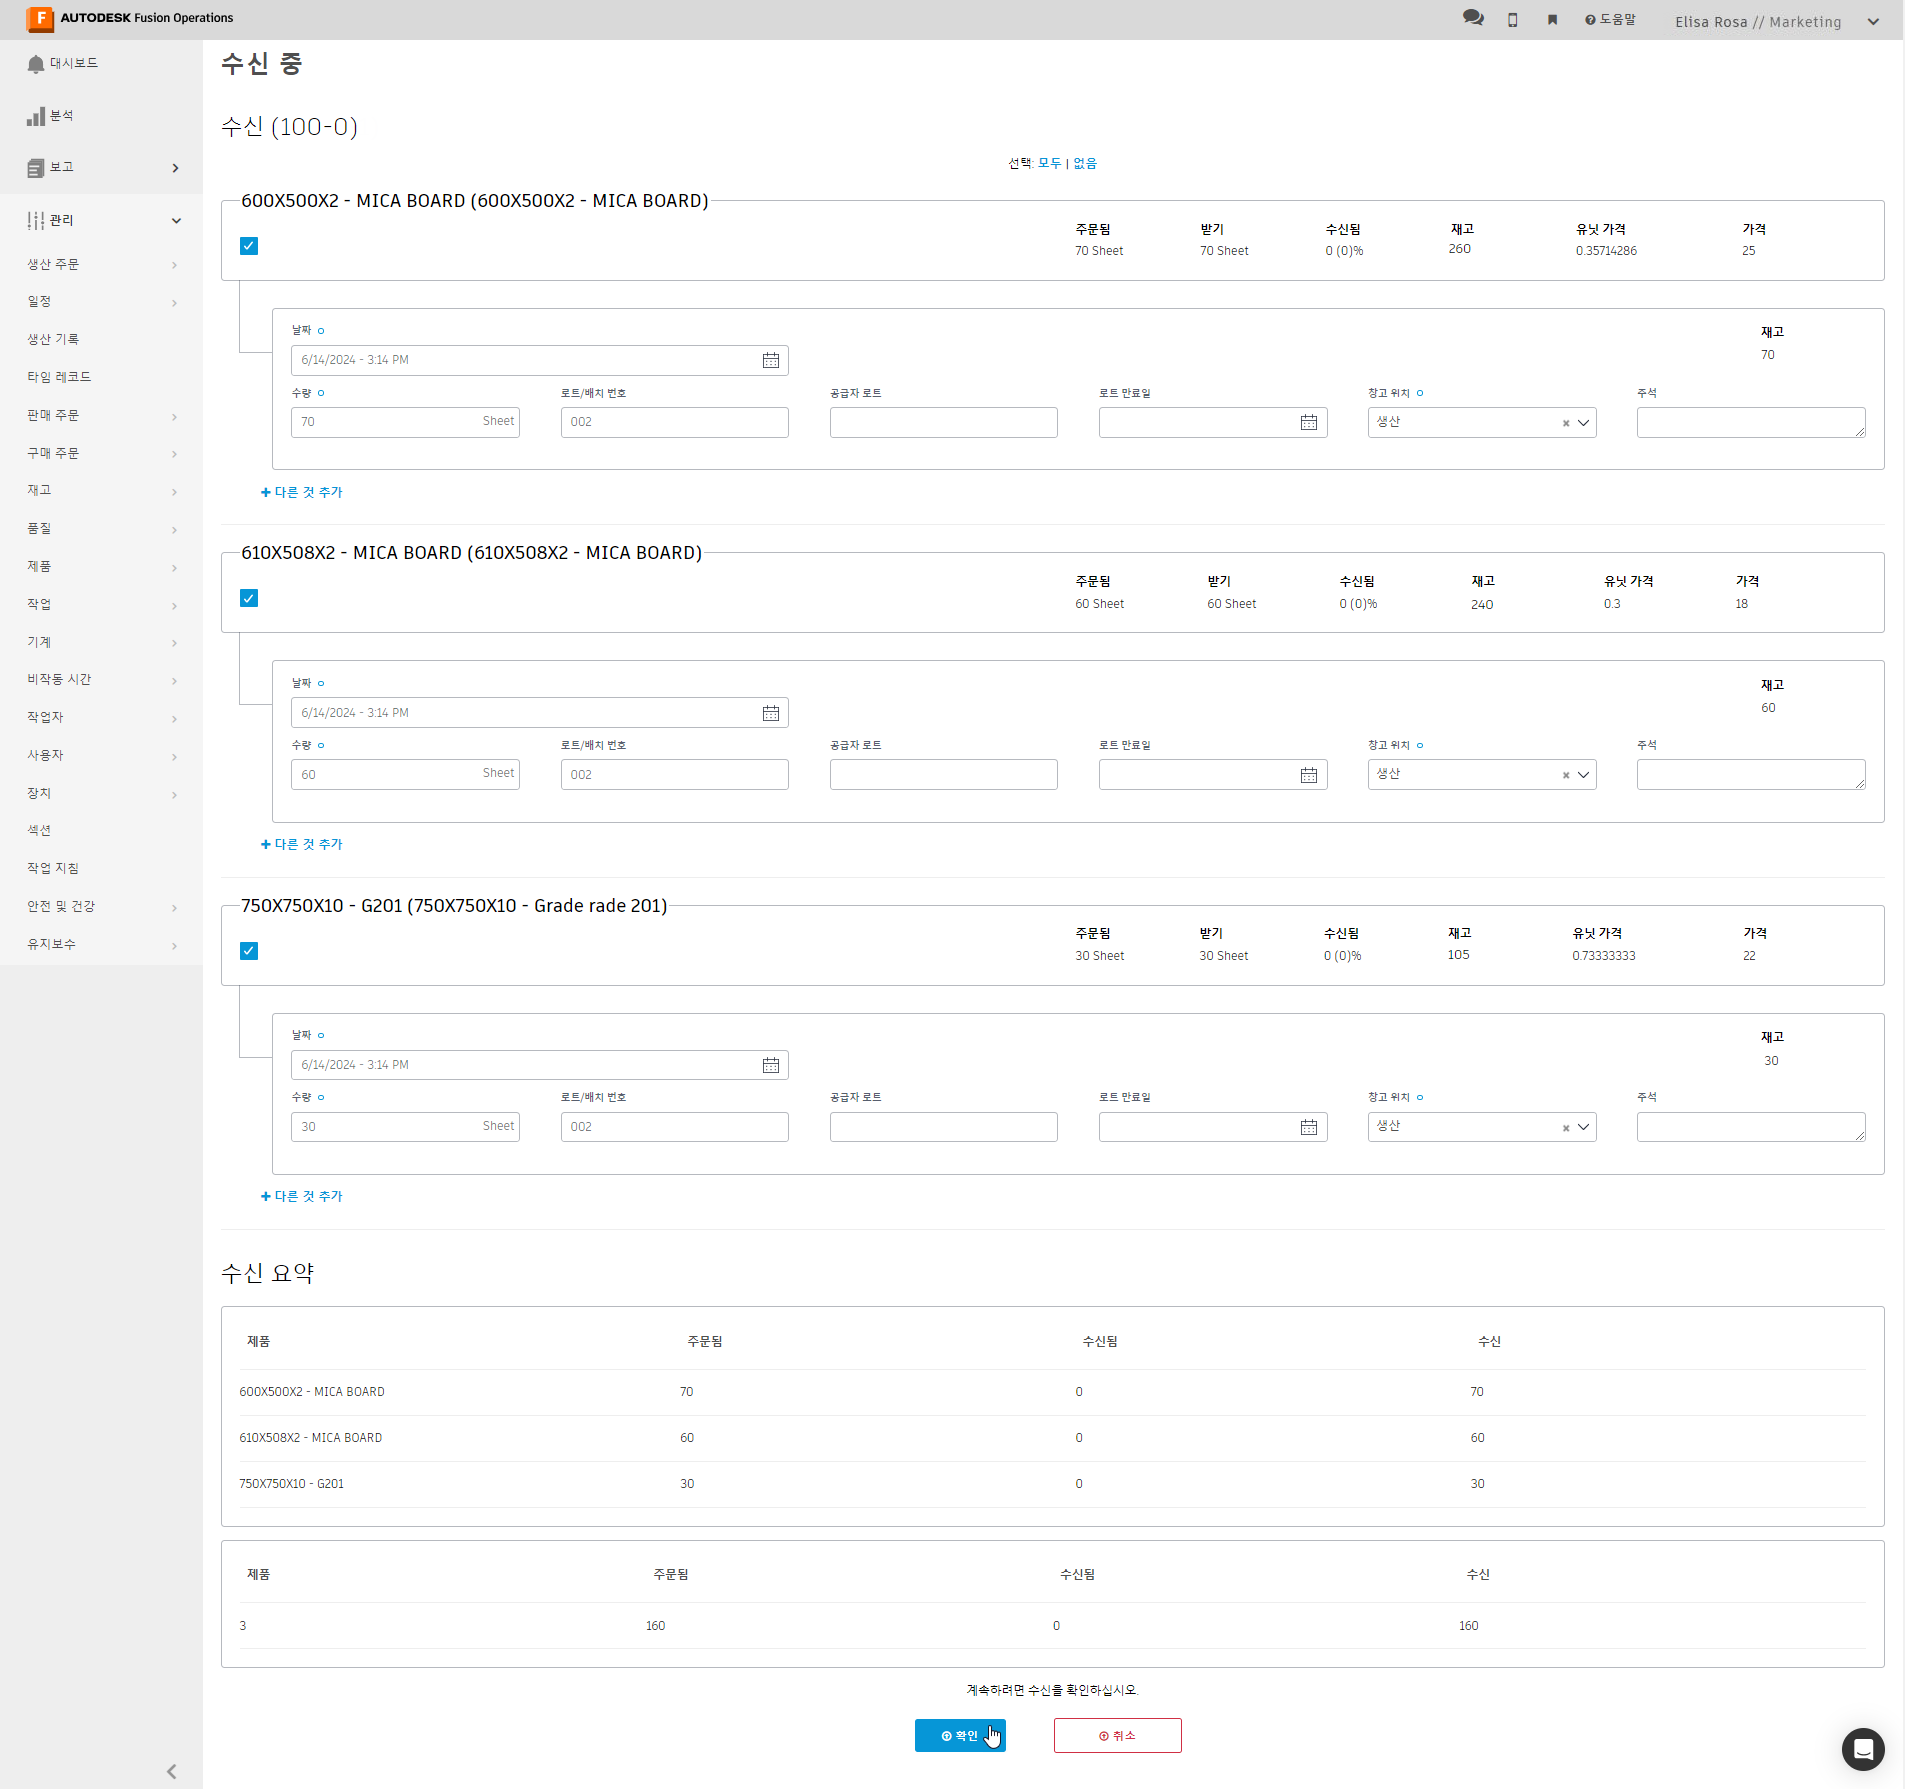 AUTODESK Fusion Operations
도움말
Elisa Rosa // Marketing
대시보드
분석
보고
관리
생산 주문
일정
생산 기록
타임 레코드
판매 주문
구매 주문
재고
품질
제품
작업
기계
비작동 시간
작업자
사용자
장치
섹션
작업 지침
안전 및 건강
유지보수
수신 중
수신 (100-0)
선택: 모두 | 없음
600X500X2 - MICA BOARD (600X500X2 - MICA BOARD)
주문됨 받기 수신됨 재고 유닛 가격 가격
70 Sheet 70 Sheet 0 (0)% 260 0.35714286 25
날짜 재고
6/14/2024 - 3:14 PM 70
수량 로트/배치 번호 공급자 로트 로트 만료일 창고 위치 주석
70 Sheet 002 생산 ×
+ 다른 것 추가
610X508X2 - MICA BOARD (610X508X2 - MICA BOARD)
주문됨 받기 수신됨 재고 유닛 가격 가격
60 Sheet 60 Sheet 0 (0)% 240 0.3 18
날짜 재고
6/14/2024 - 3:14 PM 60
수량 로트/배치 번호 공급자 로트 로트 만료일 창고 위치 주석
60 Sheet 002 생산 ×
+ 다른 것 추가
750X750X10 - G201 (750X750X10 - Grade rade 201)
주문됨 받기 수신됨 재고 유닛 가격 가격
30 Sheet 30 Sheet 0 (0)% 105 0.73333333 22
날짜 재고
6/14/2024 - 3:14 PM 30
수량 로트/배치 번호 공급자 로트 로트 만료일 창고 위치 주석
30 Sheet 002 생산 ×
+ 다른 것 추가
수신 요약
제품 주문됨 수신됨 수신
600X500X2 - MICA BOARD 70 0 70
610X508X2 - MICA BOARD 60 0 60
750X750X10 - G201 30 0 30
제품 주문됨 수신됨 수신
3 160 0 160
계속하려면 수신을 확인하십시오.
확인 취소